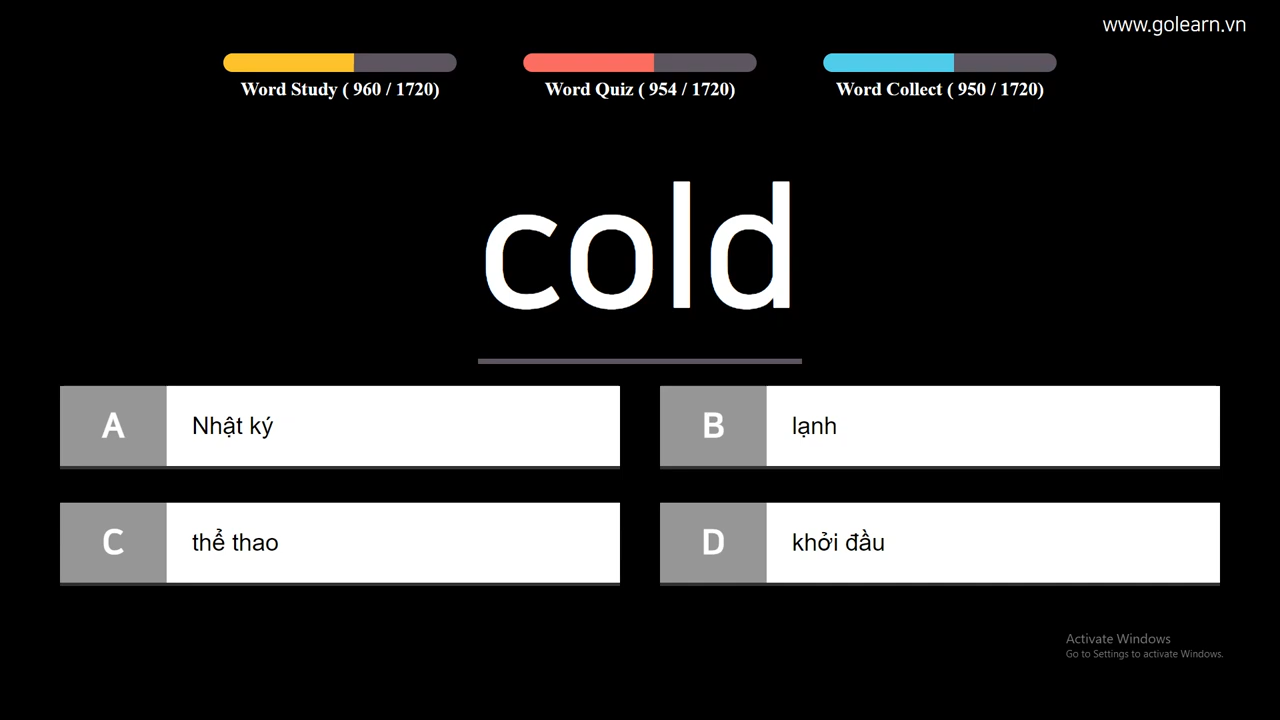 www.golearn.vn
Word Study ( 960 / 1720)
Word Quiz ( 954 / 1720)
Word Collect ( 950 / 1720)
cold
A
Nhật ký
B
lạnh
C
thể thao
D
khởi đầu
Activate Windows
Go to Settings to activate Windows.